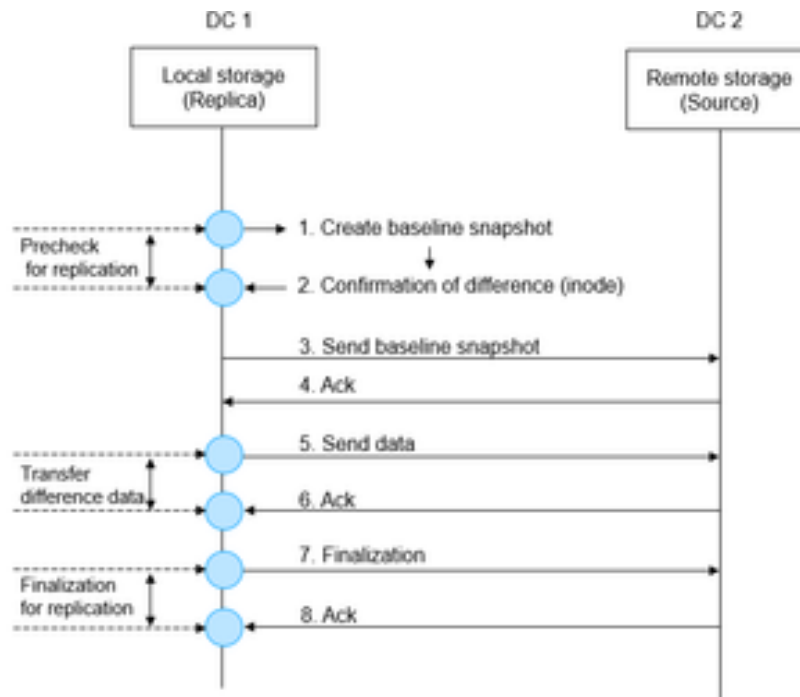 DC 1
DC 2
Local storage
(Replica)
Remote storage
(Source)
Precheck
for replication
1. Create baseline snapshot
2. Confirmation of difference (inode)
3. Send baseline snapshot
4. Ack
Transfer
difference data
5. Send data
6. Ack
Finalization
for replication
7. Finalization
8. Ack